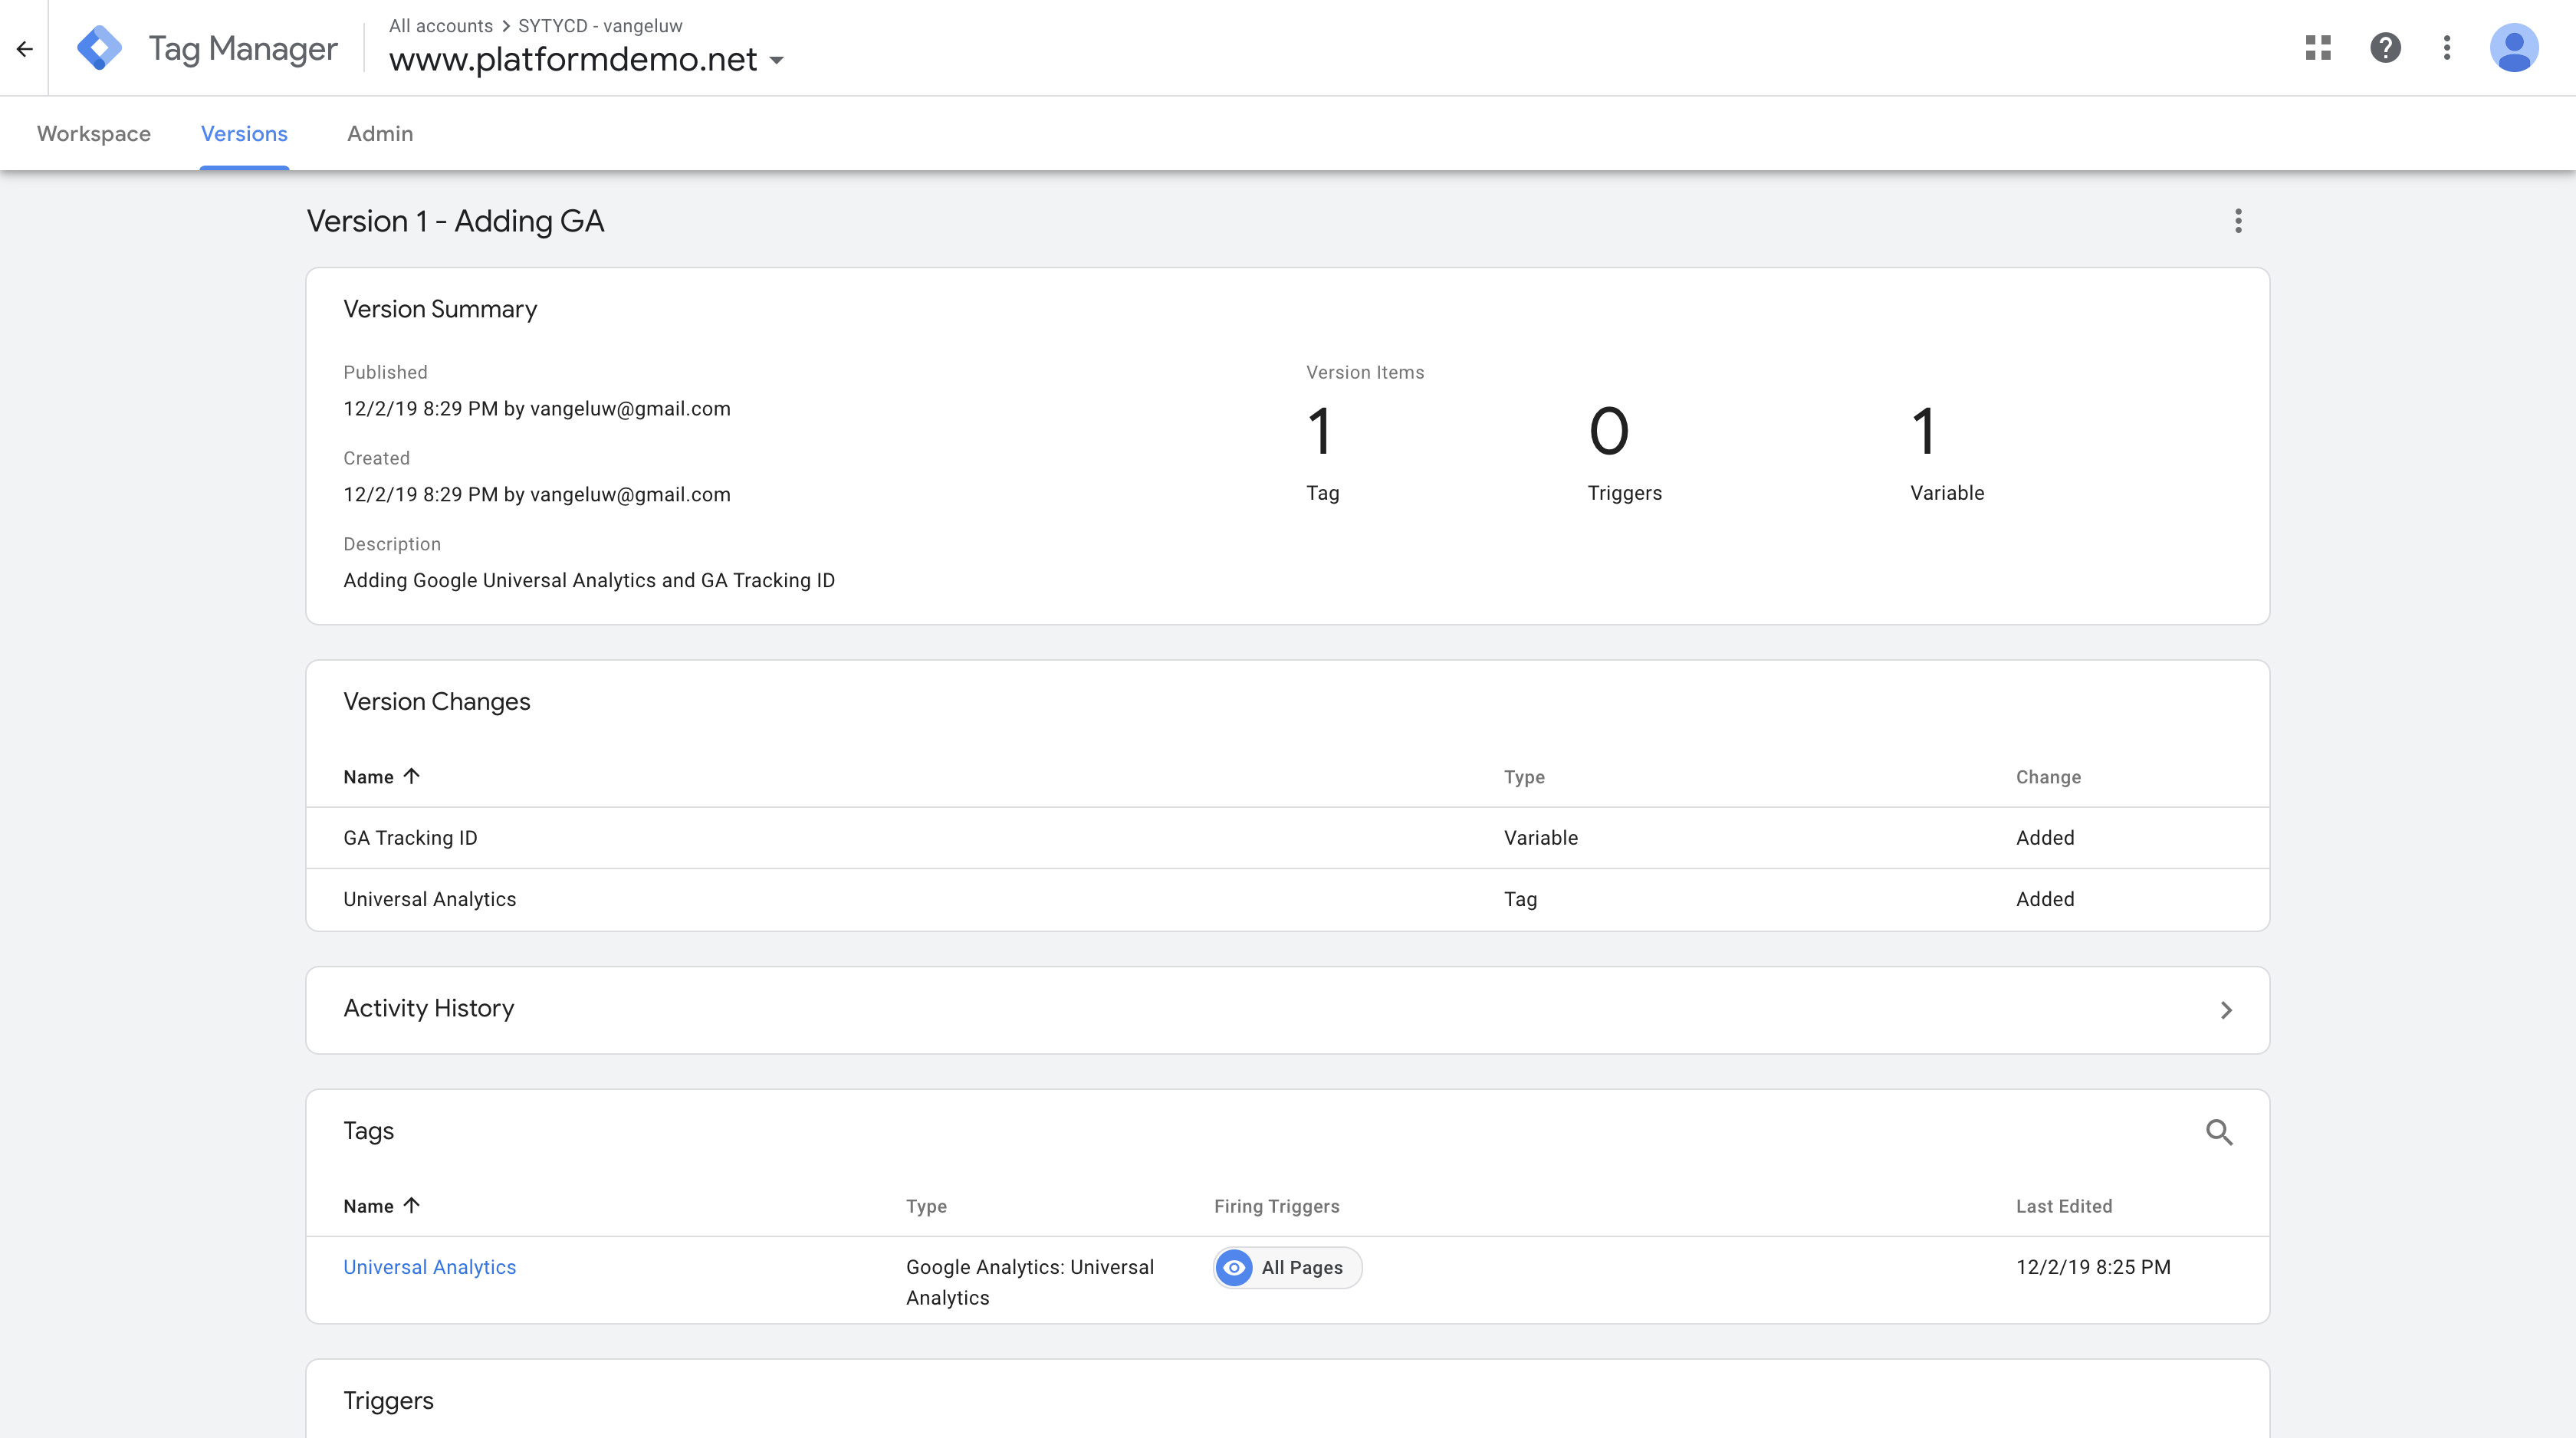 All accounts > SYTYCD - vangeluw
Tag Manager
www.platformdemo.net
Workspace Versions Admin
Version 1 - Adding GA
Version Summary
Published
12/2/19 8:29 PM by vangeluw@gmail.com
Created
12/2/19 8:29 PM by vangeluw@gmail.com
Description
Adding Google Universal Analytics and GA Tracking ID
Version Items
1 0 1
Tag Triggers Variable
Version Changes
Name Type Change
GA Tracking ID Variable Added
Universal Analytics Tag Added
Activity History
Tags
Name Type Firing Triggers Last Edited
Universal Analytics Google Analytics: Universal All Pages 12/2/19 8:25 PM
Analytics
Triggers